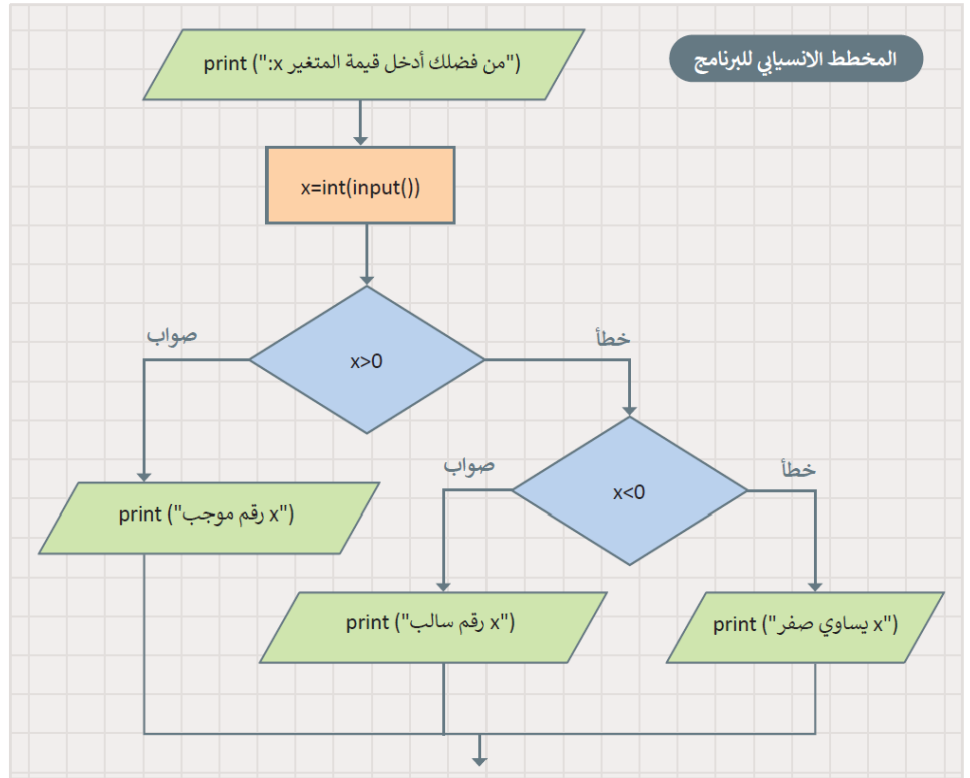 المخطط الانسيابي للبرنامج
print ("من فضلك أدخل قيمة المتغير x:")
x=int(input())
x>0
صواب
خطأ
print ("x رقم موجب")
x<0
صواب
خطأ
print ("x رقم سالب")
print ("x يساوي صفر")